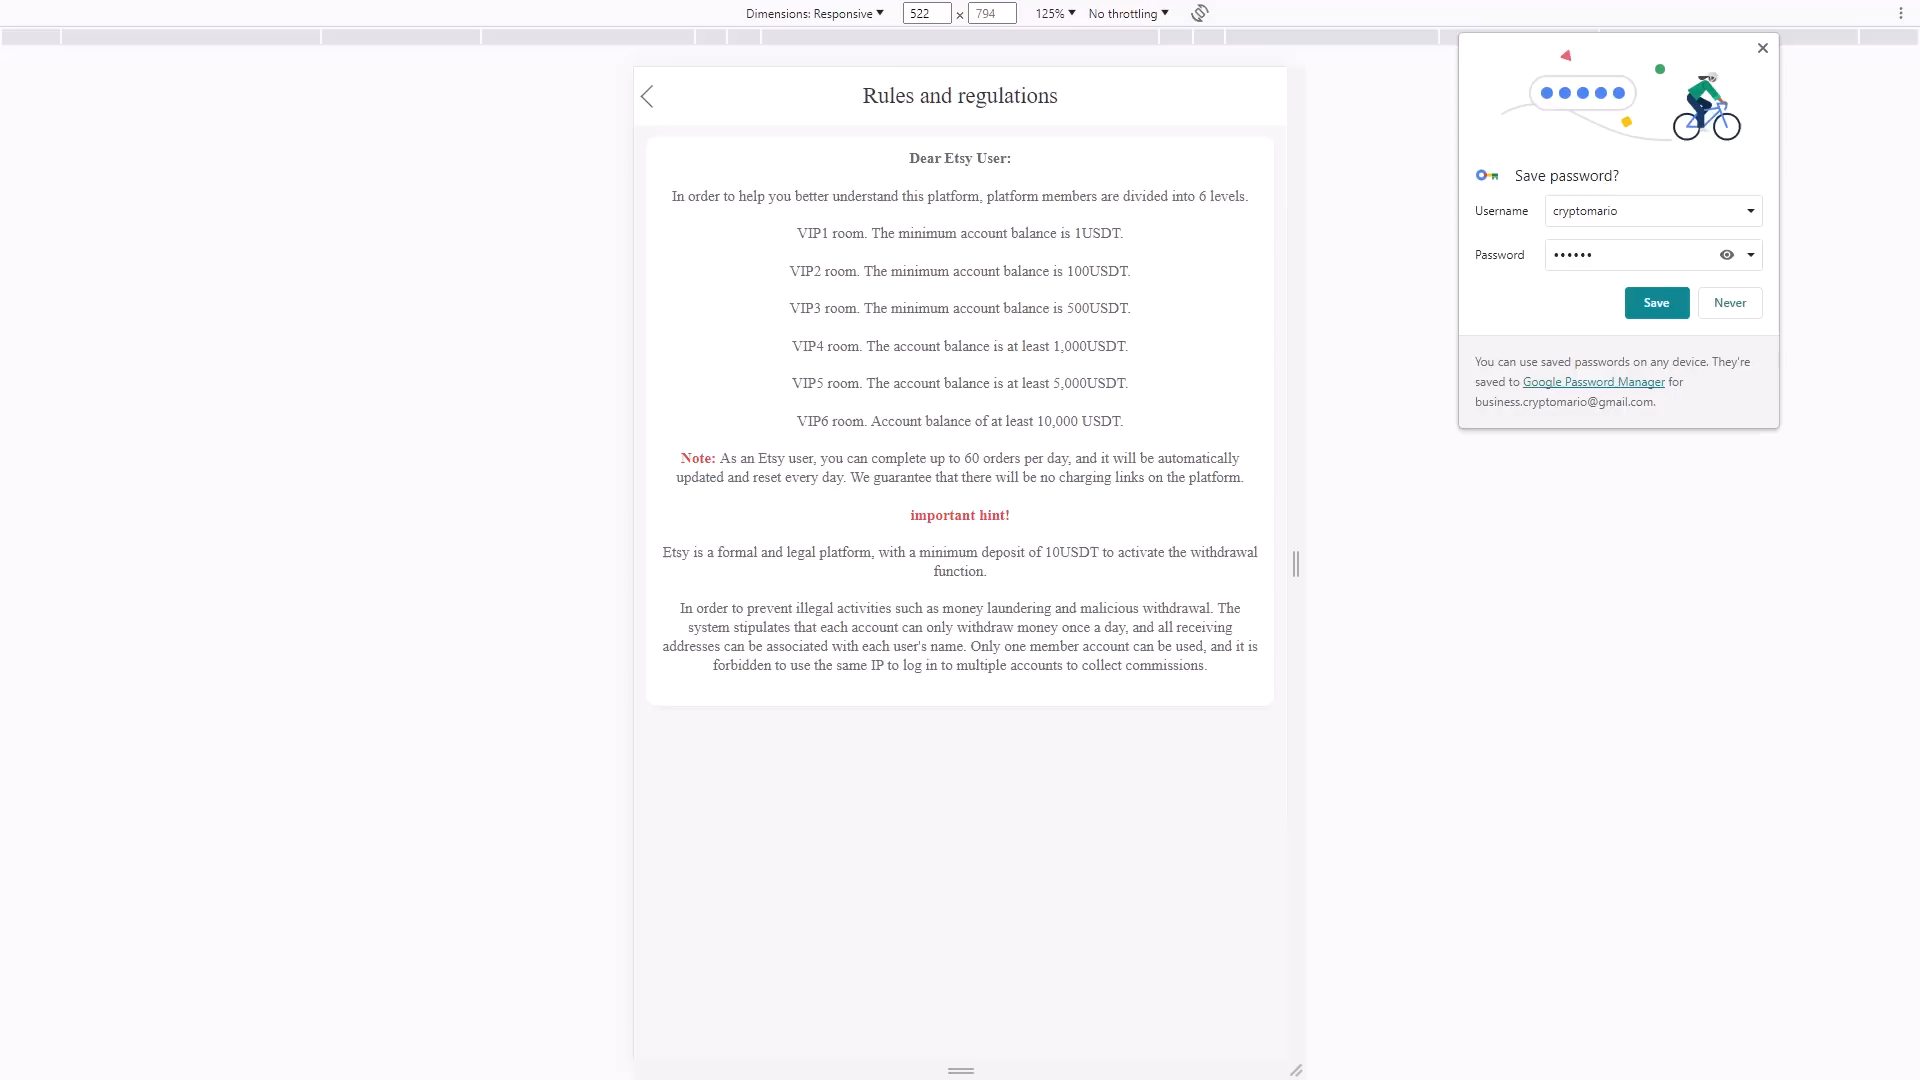 Dimensions: Responsive
522
x
794
125%
No throttling
Rules and regulations
Dear Etsy User:
In order to help you better understand this platform, platform members are divided into 6 levels.
VIP1 room. The minimum account balance is 1USDT.
VIP2 room. The minimum account balance is 100USDT.
VIP3 room. The minimum account balance is 500USDT.
VIP4 room. The account balance is at least 1,000USDT.
VIP5 room. The account balance is at least 5,000USDT.
VIP6 room. Account balance of at least 10,000 USDT.
Note: As an Etsy user, you can complete up to 60 orders per day, and it will be automatically
updated and reset every day. We guarantee that there will be no charging links on the platform.
important hint!
Etsy is a formal and legal platform, with a minimum deposit of 10USDT to activate the withdrawal
function.
In order to prevent illegal activities such as money laundering and malicious withdrawal. The
system stipulates that each account can only withdraw money once a day, and all receiving
addresses can be associated with each user's name. Only one member account can be used, and it is
forbidden to use the same IP to log in to multiple accounts to collect commissions.
Save password?
Username
cryptomario
Password
••••••
Save
Never
You can use saved passwords on any device. They're
saved to Google Password Manager for
business.cryptomario@gmail.com.